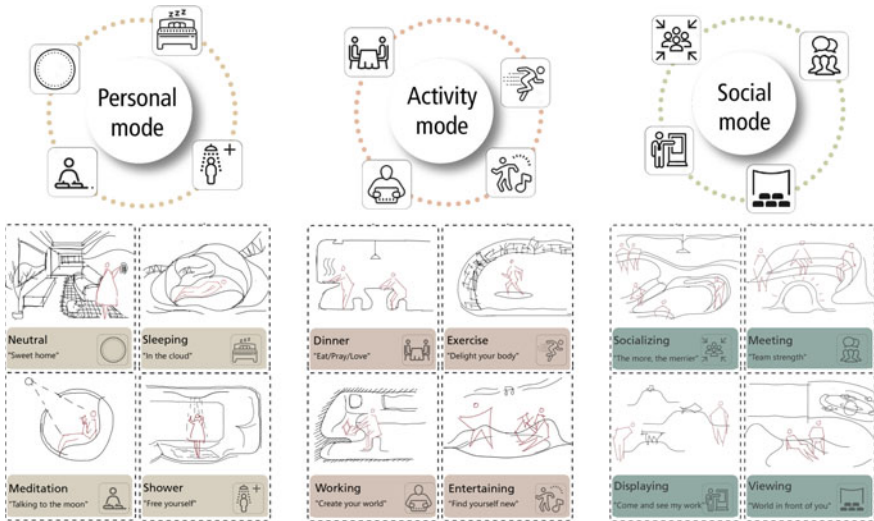 Personal
mode
Activity
mode
Social
mode
Neutral
"Sweet home"
Sleeping
"In the cloud"
Dinner
"Eat/Pray/Love"
Exercise
"Delight your body"
Socializing
"The more, the merrier"
Meeting
"Team strength"
Meditation
"Talking to the moon"
Shower
"Free yourself"
Working
"Create your world"
Entertaining
"Find yourself new"
Displaying
"Come and see my work"
Viewing
"World in front of you"